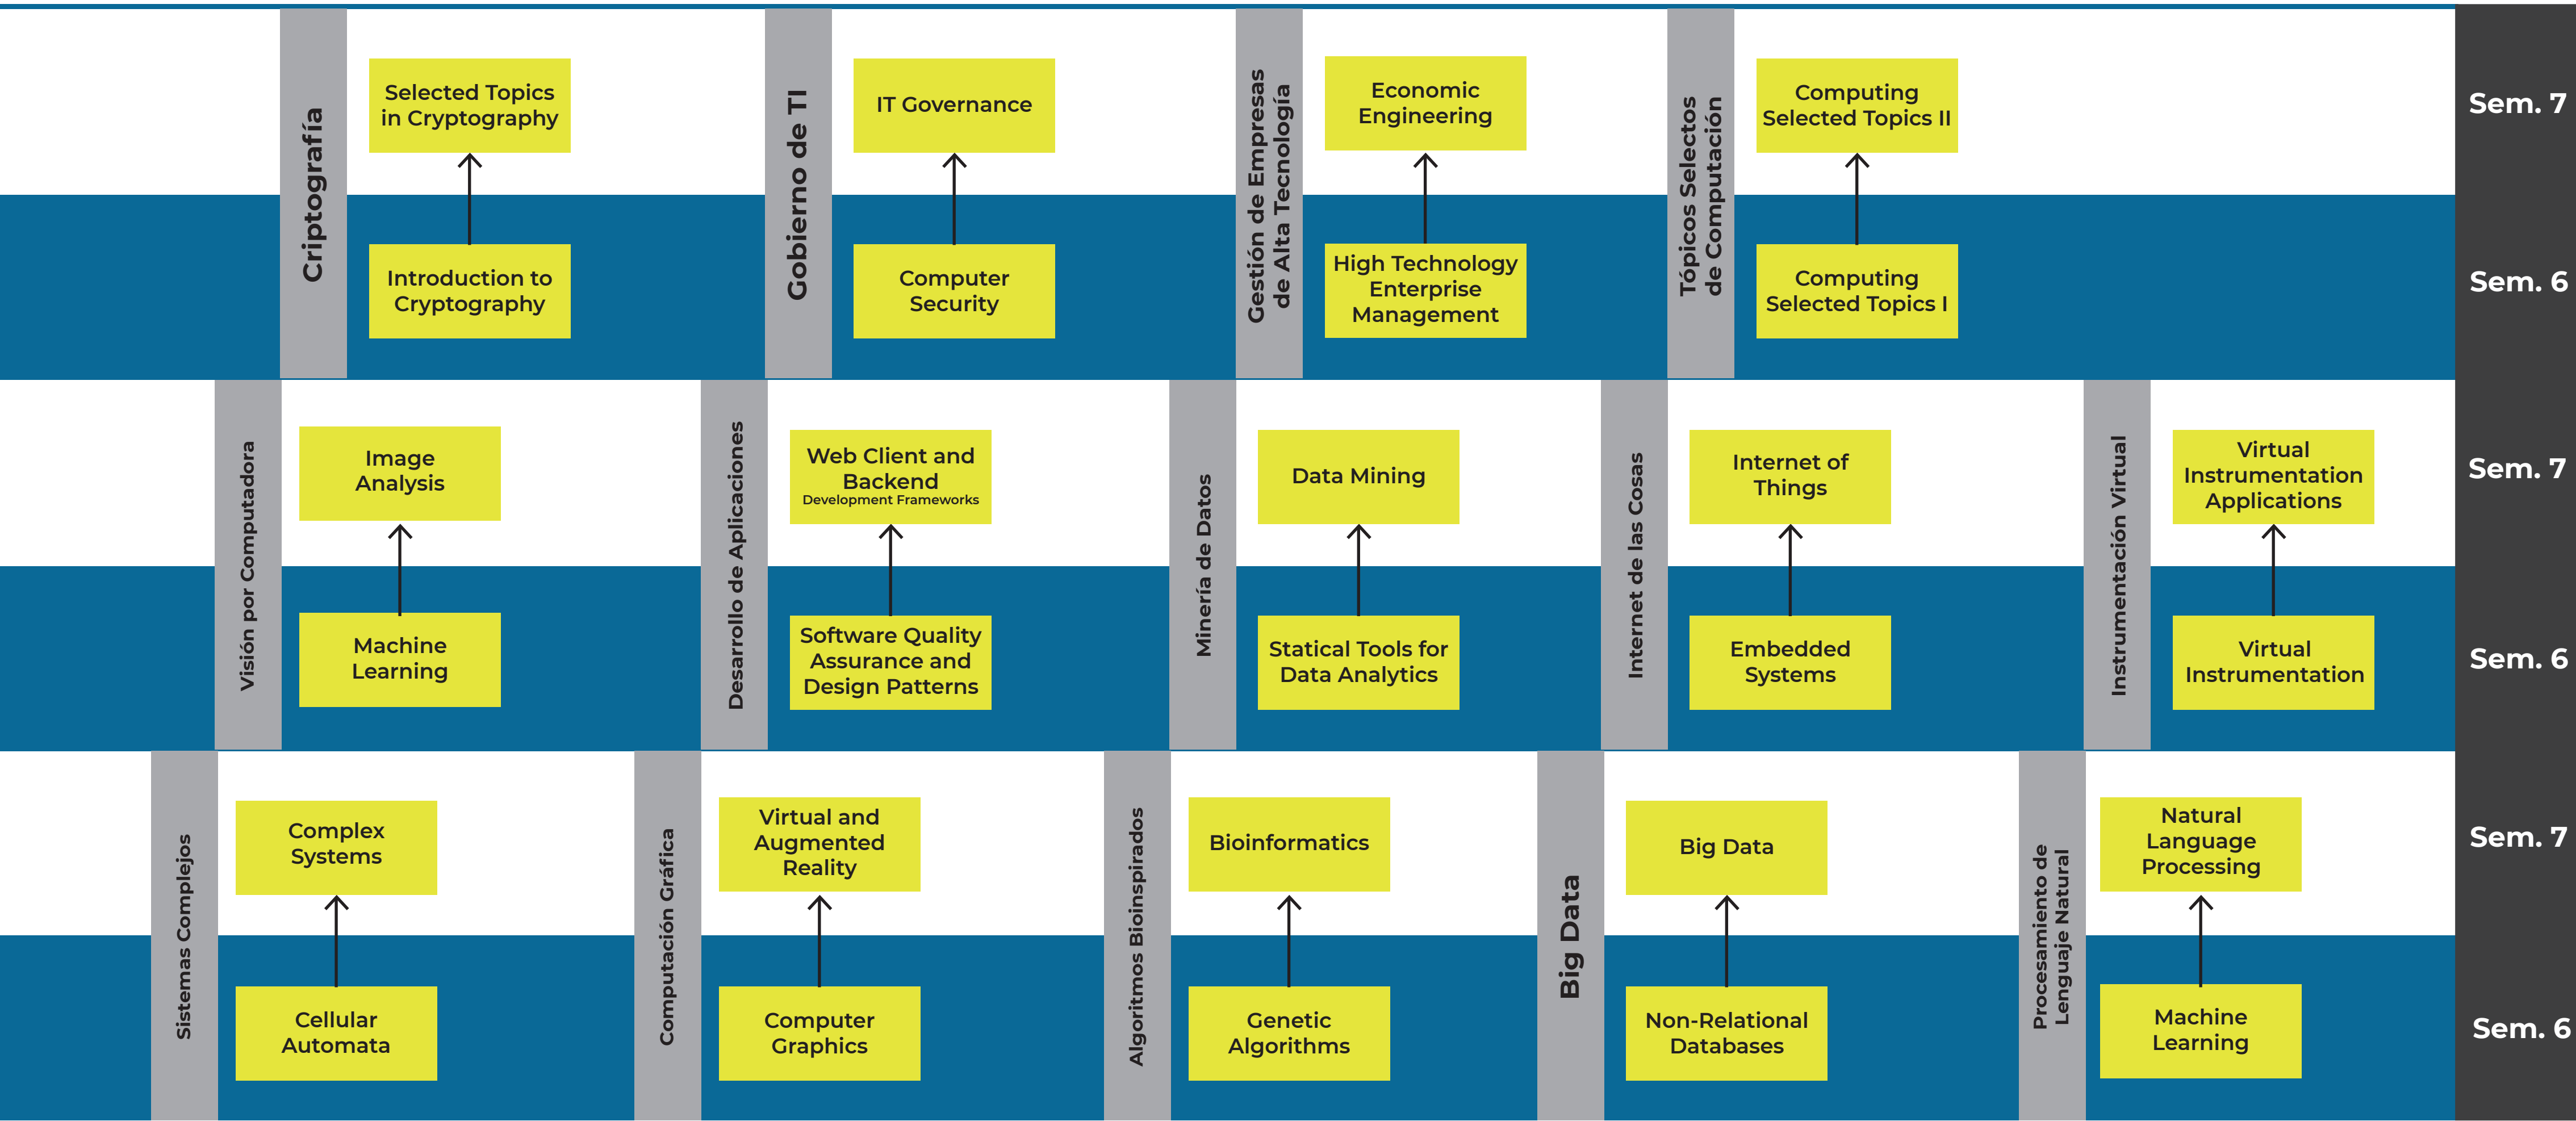 Criptografía
Selected Topics
in Cryptography
Introduction to
Cryptography
Gobierno de TI
IT Governance
Computer
Security
Gestión de Empresas
de Alta Tecnología
Economic
Engineering
High Technology
Enterprise
Management
Tópicos Selectos
de Computación
Computing
Selected Topics II
Computing
Selected Topics I
Sem. 7
Sem. 6
Visión por Computadora
Image
Analysis
Machine
Learning
Desarrollo de Aplicaciones
Web Client and
Backend
Development Frameworks
Software Quality
Assurance and
Design Patterns
Minería de Datos
Data Mining
Statical Tools for
Data Analytics
Internet de las Cosas
Internet of
Things
Embedded
Systems
Instrumentación Virtual
Virtual
Instrumentation
Applications
Virtual
Instrumentation
Sem. 7
Sem. 6
Sistemas Complejos
Complex
Systems
Cellular
Automata
Computación Gráfica
Virtual and
Augmented
Reality
Computer
Graphics
Algoritmos Bioinspirados
Bioinformatics
Genetic
Algorithms
Big Data
Big Data
Non-Relational
Databases
Procesamiento de
Lenguaje Natural
Natural
Language
Processing
Machine
Learning
Sem. 7
Sem. 6